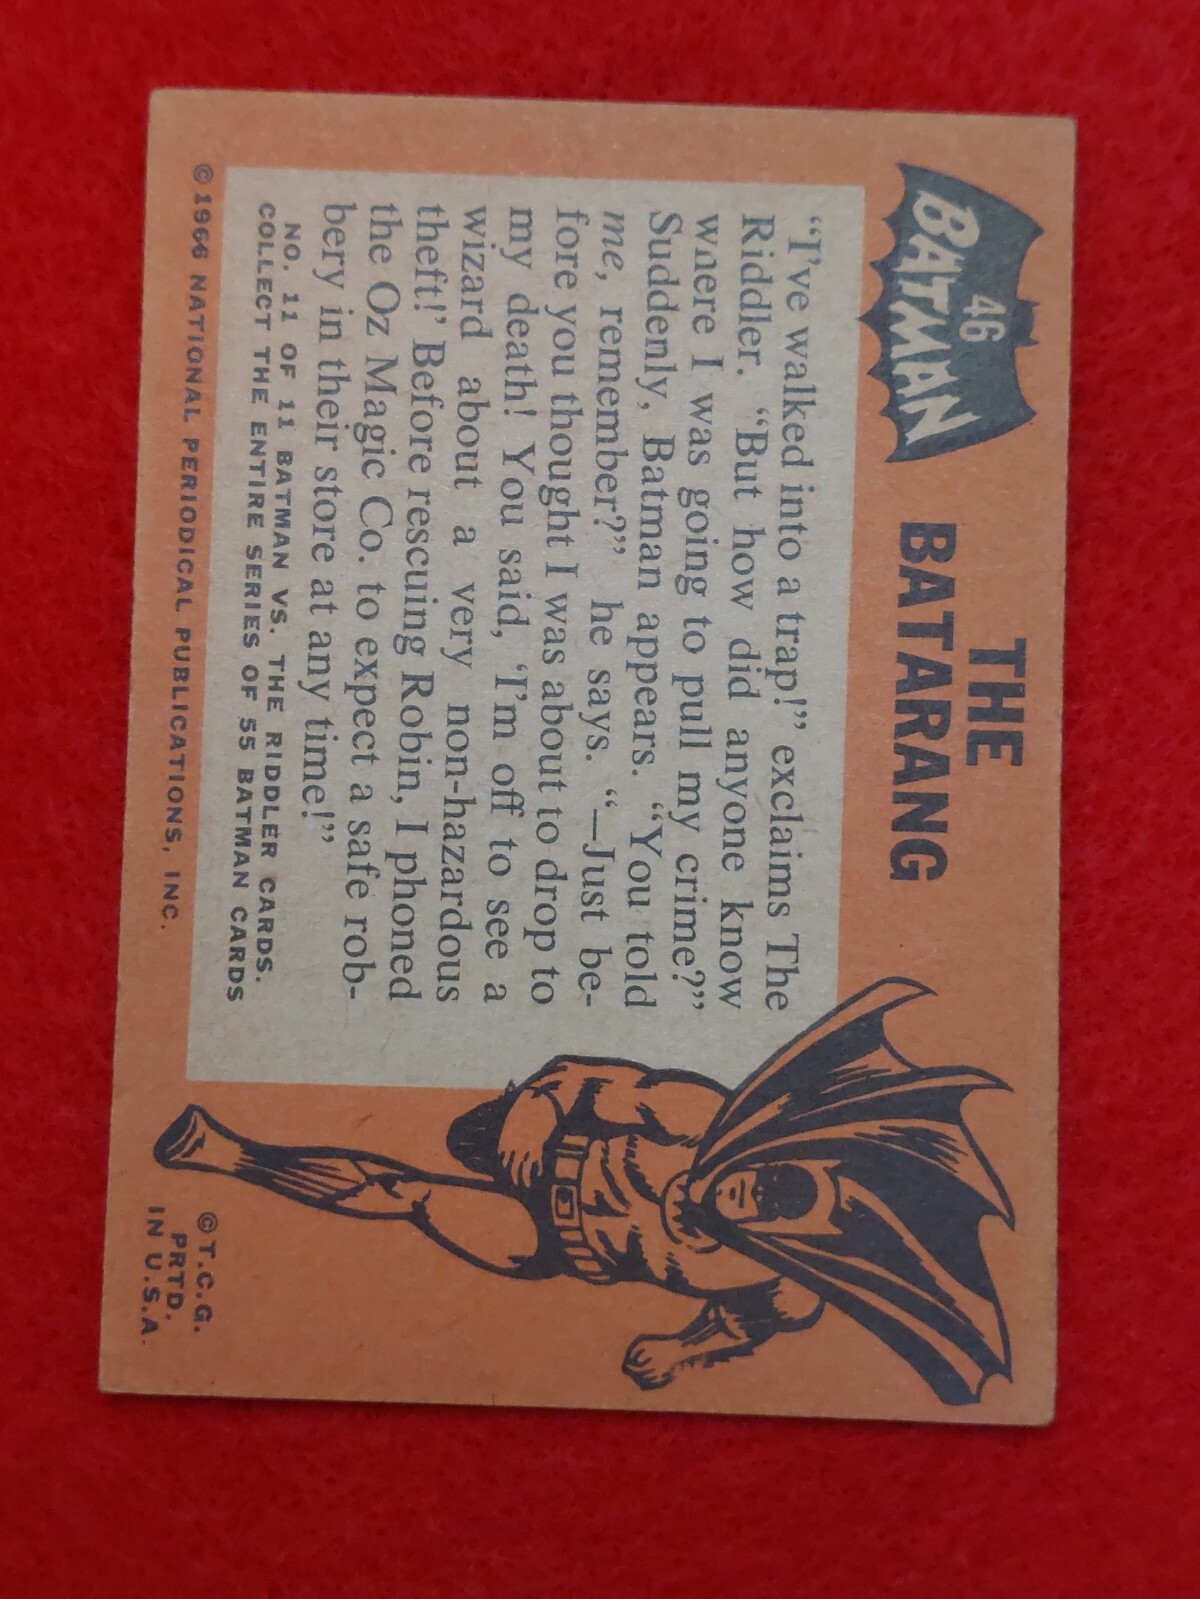 46
BATMAN
THE
BATARANG
“I've walked into a trap!” exclaims The
Riddler. “But how did anyone know
where I was going to pull my crime?”
Suddenly, Batman appears. “You told
me, remember?” he says. “—Just be-
fore you thought I was about to drop to
my death! You said, ‘I'm off to see a
wizard about a very non-hazardous
theft!’ Before rescuing Robin, I phoned
the Oz Magic Co. to expect a safe rob-
bery in their store at any time!”
NO. 11 OF 11 BATMAN VS. THE RIDDLER CARDS.
COLLECT THE ENTIRE SERIES OF 55 BATMAN CARDS
© 1966 NATIONAL PERIODICAL PUBLICATIONS, INC.
© T.C.G.
PRTD.
IN U.S.A.